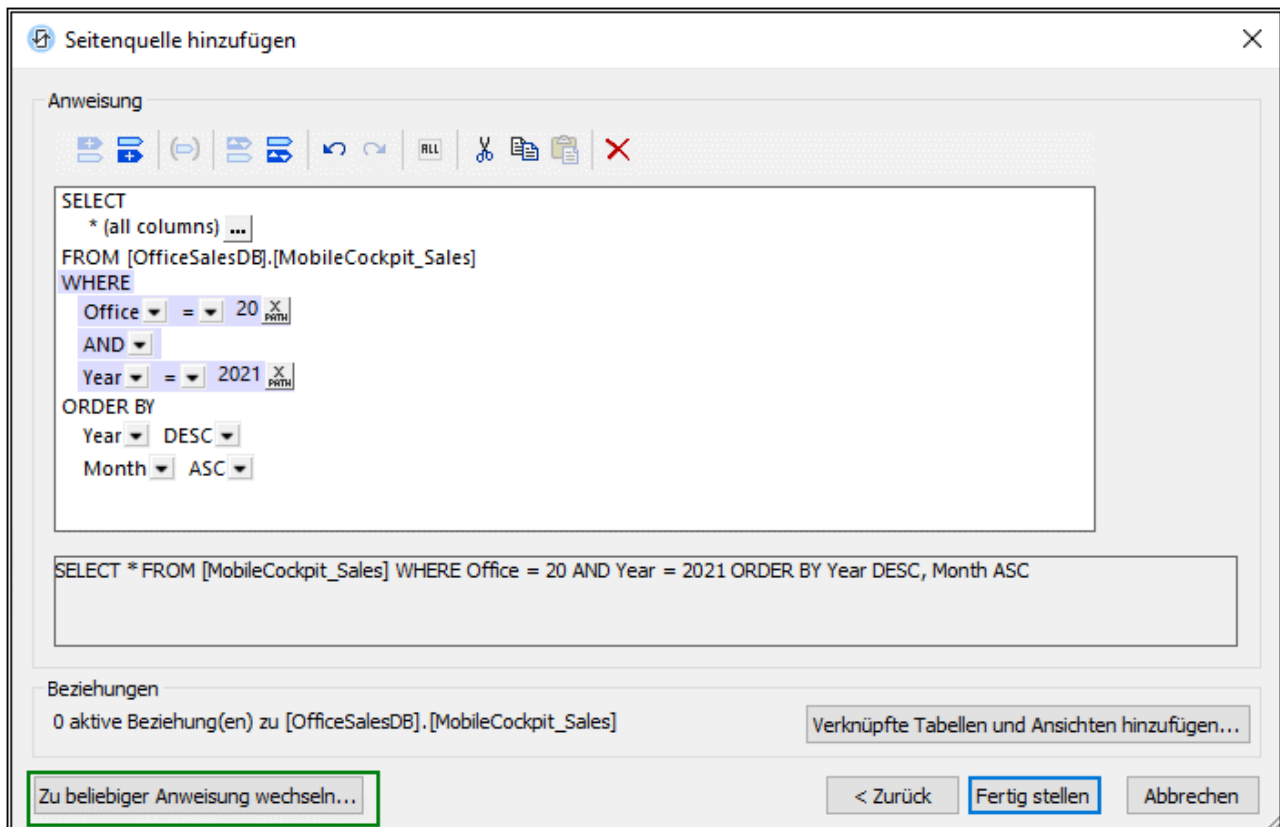 Seitenquelle hinzufügen
Anweisung
ALL
SELECT
* (all columns) ...
FROM [OfficeSalesDB].[MobileCockpit_Sales]
WHERE
Office = 20 X PATH
AND
Year = 2021 X PATH
ORDER BY
Year DESC
Month ASC
SELECT * FROM [MobileCockpit_Sales] WHERE Office = 20 AND Year = 2021 ORDER BY Year DESC, Month ASC
Beziehungen
0 aktive Beziehung(en) zu [OfficeSalesDB].[MobileCockpit_Sales]
Verknüpfte Tabellen und Ansichten hinzufügen...
Zu beliebiger Anweisung wechseln...
< Zurück
Fertig stellen
Abbrechen